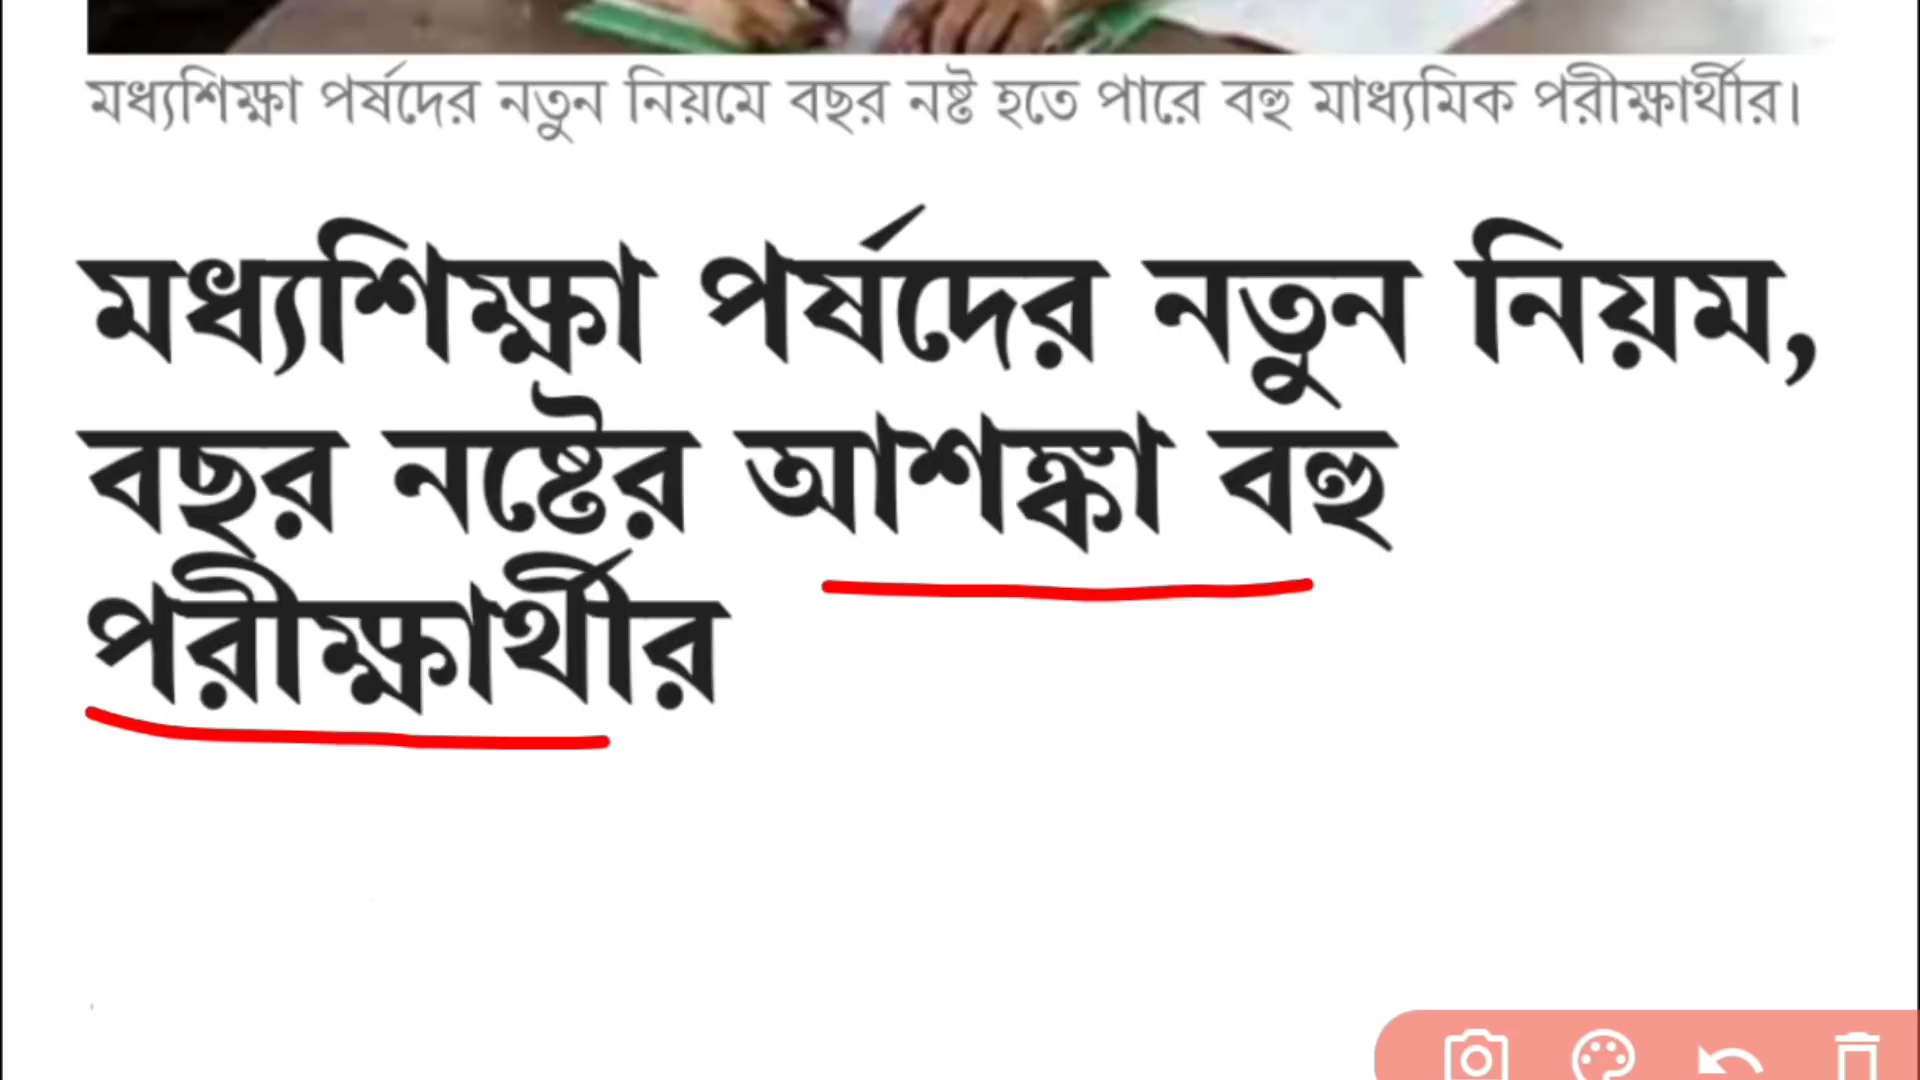 মধ্যশিক্ষা পর্ষদের নতুন নিয়মে বছর নষ্ট হতে পারে বহু মাধ্যমিক পরীক্ষার্থীর।
মধ্যশিক্ষা পর্ষদের নতুন নিয়ম,
বছর নষ্টের আশঙ্কা বহু
পরীক্ষার্থীর